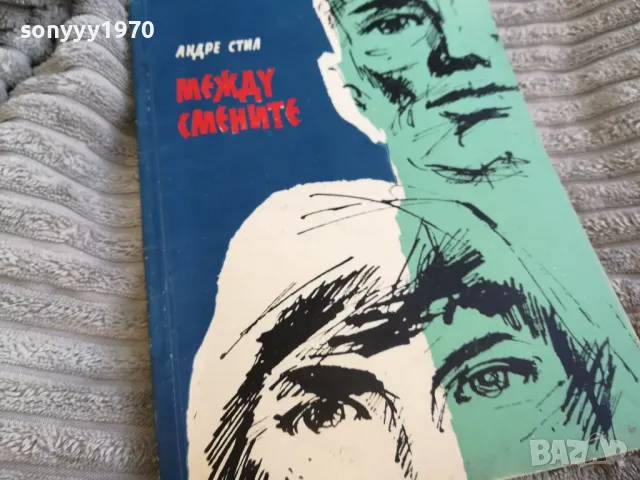 sonyyy1970
АНДРЕ СТИЛ
МЕЖДУ
СМЕНИТЕ
BAZAR